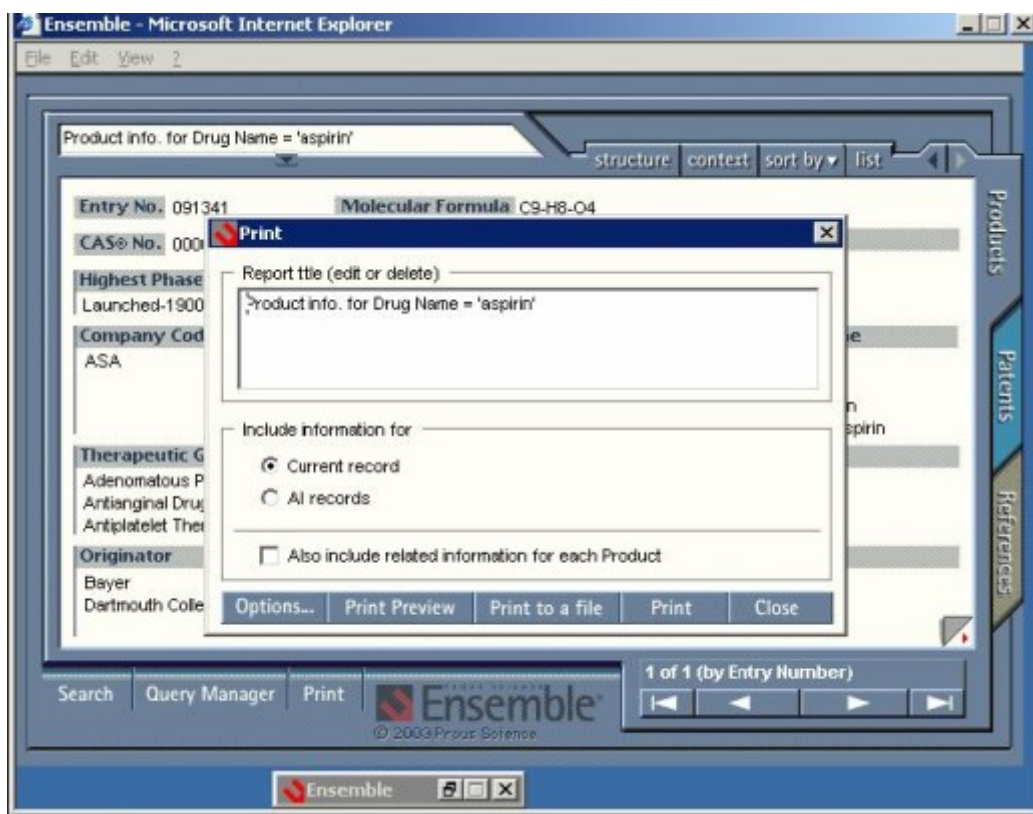 Ensemble - Microsoft Internet Explorer
File Edit View ?
Product info. for Drug Name = 'aspirin'
structure context sort by list
Entry No. 091341 Molecular Formula C9-H8-O4
CAS® No.
Print
Highest Phase
Launched-1900
Report ttle (edit or delete)
Product info. for Drug Name = 'aspirin'
Company Cod
ASA
Include information for
Current record
Al records
Therapeutic G
Adenomatous P
Antianginal Drug
Antiplatelet Ther
Also include related information for each Product
Originator
Bayer
Dartmouth Colle
Options... Print Preview Print to a file Print Close
Products
Patents
References
1 of 1 (by Entry Number)
Search Query Manager Print
Ensemble
© 2003 Prous Science
Ensemble